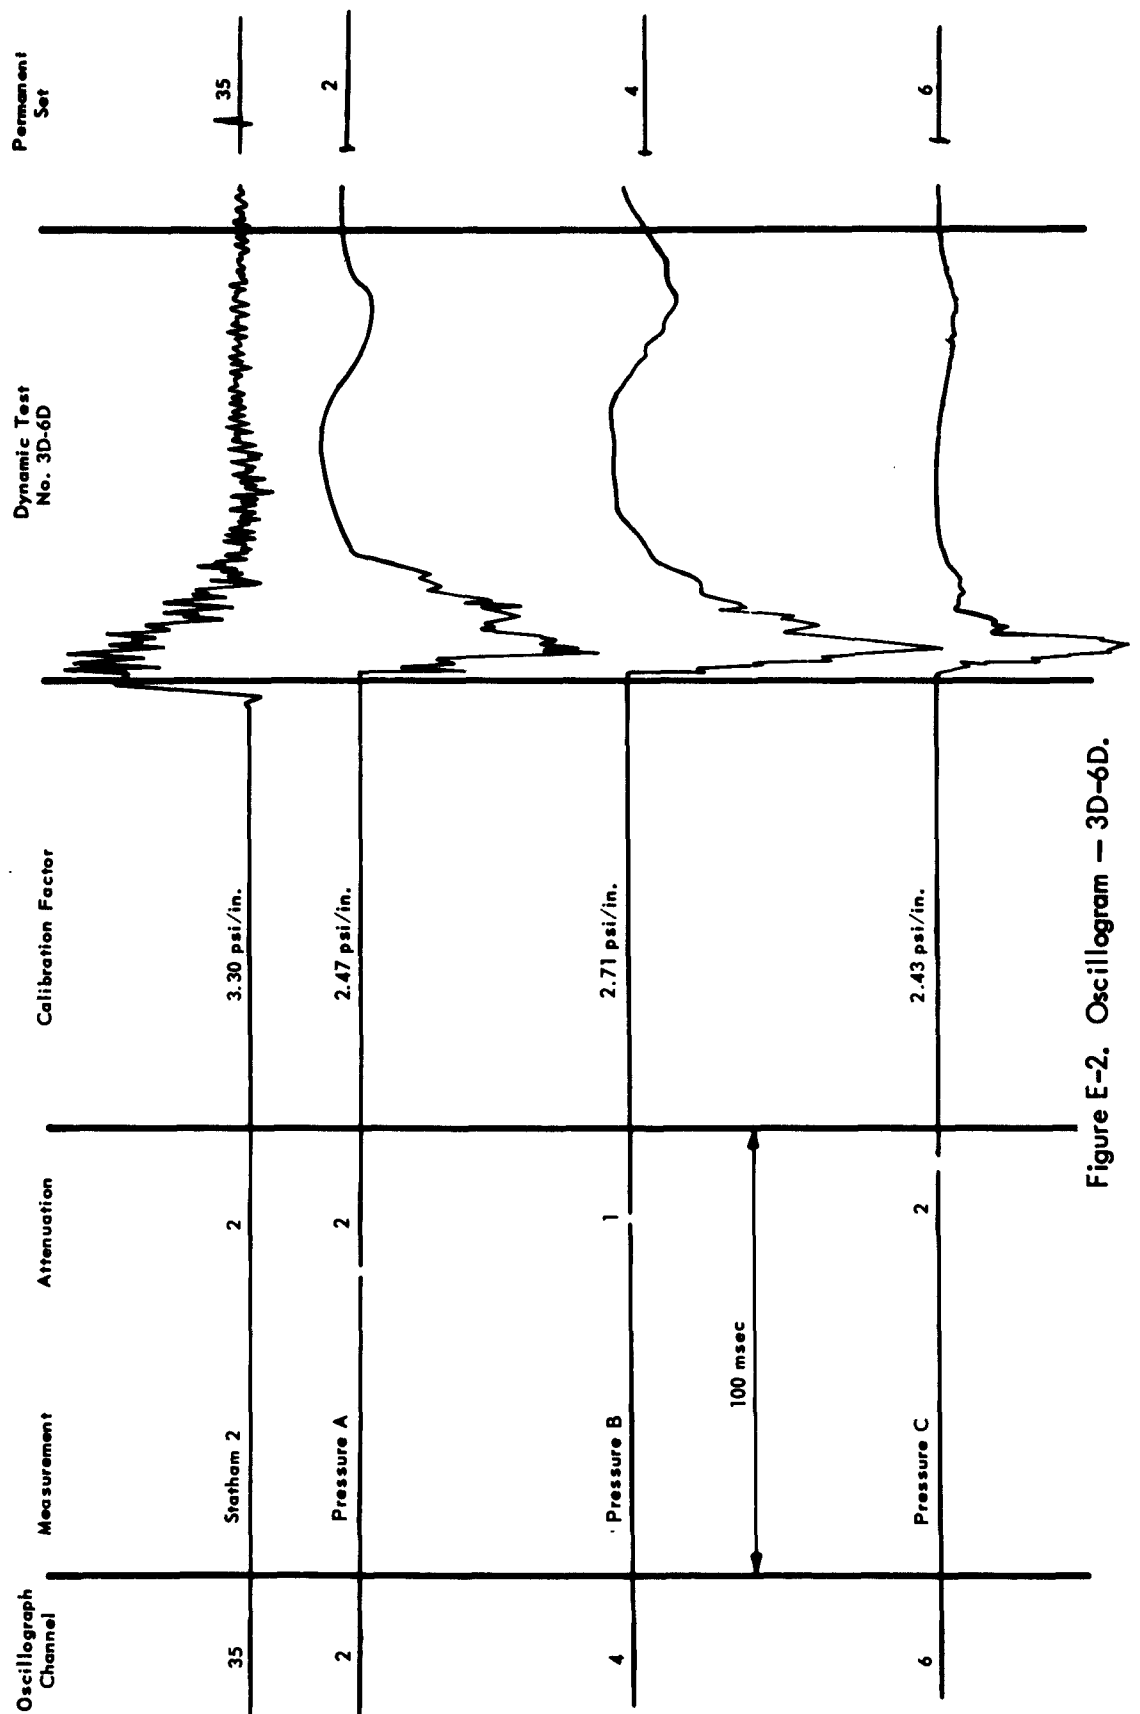 Oscillograph
Channel
Measurement
Attenuation
Calibration Factor
Dynamic Test
No. 3D-6D
Permanent
Set
35
Statham 2
2
3.30 psi/in.
35
2
Pressure A
2
2.47 psi/in.
2
4
Pressure B
1
2.71 psi/in.
4
100 msec
6
Pressure C
2
2.43 psi/in.
6
Figure E-2. Oscillogram — 3D-6D.